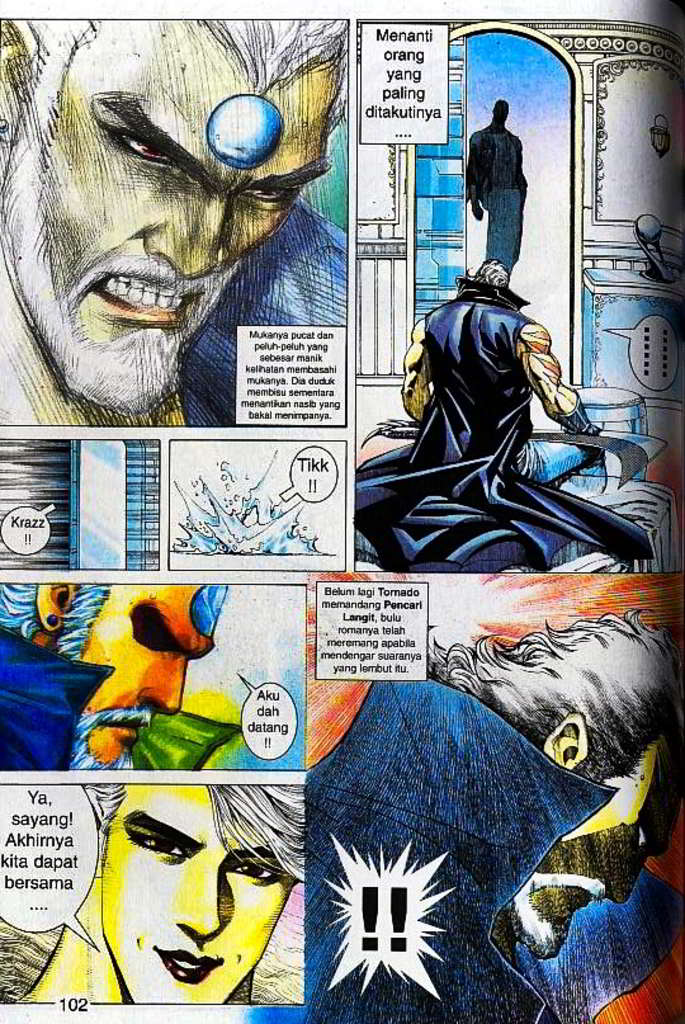 Menanti
orang
yang
paling
ditakutinya
....
Mukanya pucat dan
peluh-peluh yang
sebesar manik
kelihatan membasahi
mukanya. Dia duduk
membisu sementara
menantikan nasib yang
bakal menimpanya.
Krazz
!!
Tikk
!!
Belum lagi Tornado
memandang Pencari
Langit, bulu
romanya telah
meremang apabila
mendengar suaranya
yang lembut itu.
Aku
dah
datang
!!
Ya,
sayang!
Akhirnya
kita dapat
bersama
....
!!
102